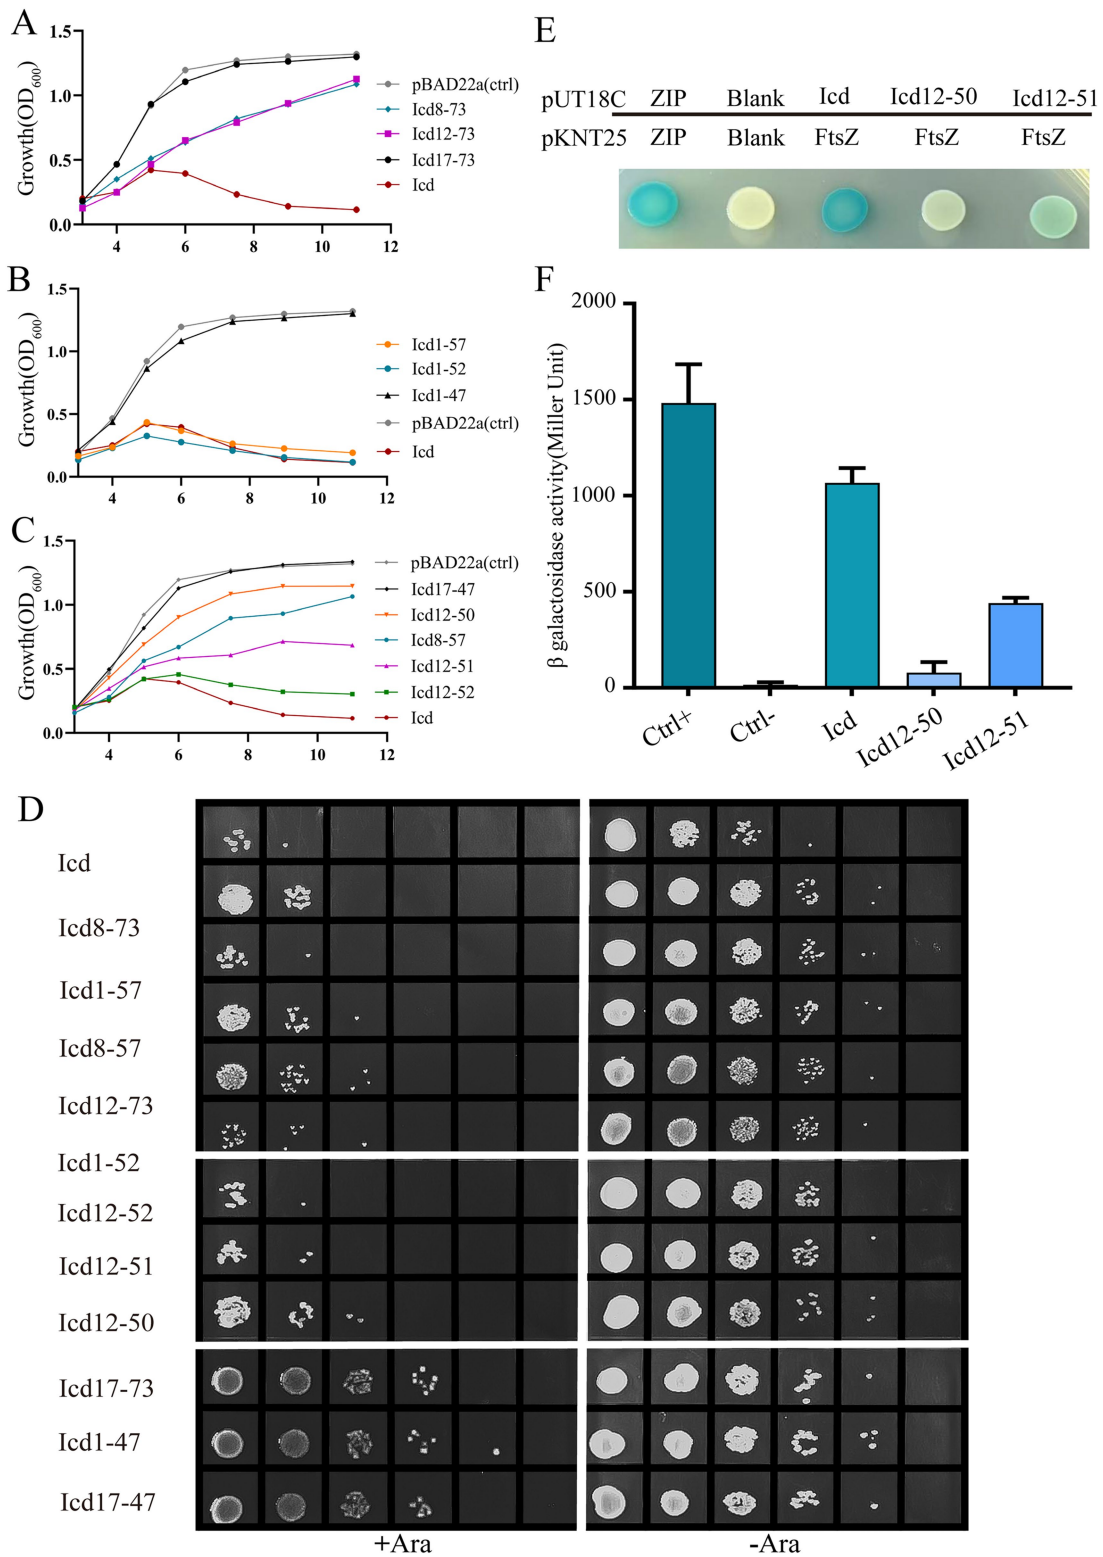 A
Growth(OD600)
1.5
1.0
0.5
0.0
4
6
8
10
12
pBAD22a(ctrl)
Icd8-73
Icd12-73
Icd17-73
Icd
B
Growth(OD600)
1.5
1.0
0.5
0.0
4
6
8
10
12
Icd1-57
Icd1-52
Icd1-47
pBAD22a(ctrl)
Icd
C
Growth(OD600)
1.5
1.0
0.5
0.0
4
6
8
10
12
pBAD22a(ctrl)
Icd17-47
Icd12-50
Icd8-57
Icd12-51
Icd12-52
Icd
E
pUT18C ZIP Blank Icd Icd12-50 Icd12-51
pKNT25 ZIP Blank FtsZ FtsZ FtsZ
F
β galactosidase activity(Miller Unit)
2000
1500
1000
500
0
Ctrl+
Ctrl-
Icd
Icd12-50
Icd12-51
D
Icd
Icd8-73
Icd1-57
Icd8-57
Icd12-73
Icd1-52
Icd12-52
Icd12-51
Icd12-50
Icd17-73
Icd1-47
Icd17-47
+Ara
-Ara